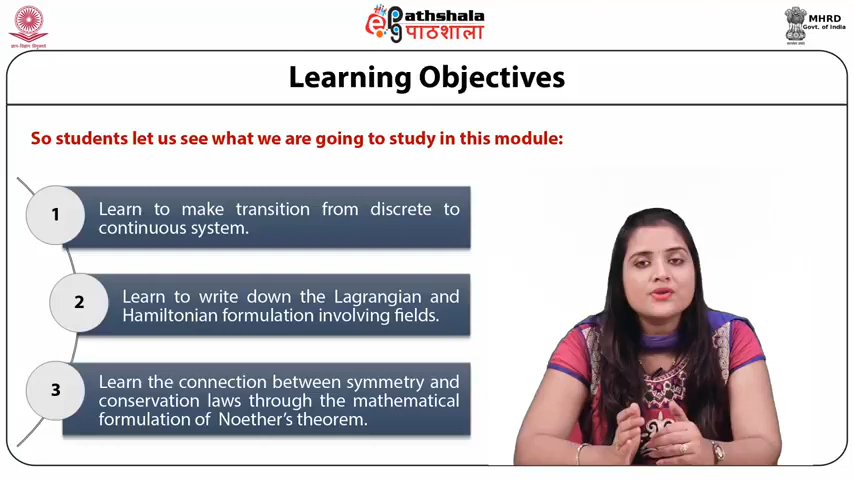 ePathshala
पाठशाला
MHRD
Govt. of India
Learning Objectives
So students let us see what we are going to study in this module:
1
Learn to make transition from discrete to
continuous system.
2
Learn to write down the Lagrangian and
Hamiltonian formulation involving fields.
3
Learn the connection between symmetry and
conservation laws through the mathematical
formulation of Noether's theorem.